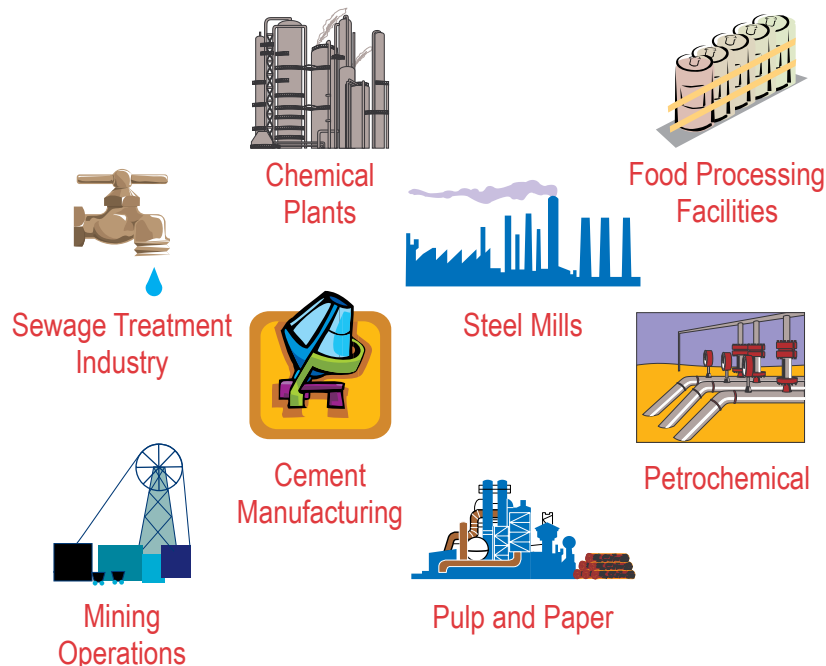 Chemical
Plants
Food Processing
Facilities
Sewage Treatment
Industry
Steel Mills
Cement
Manufacturing
Petrochemical
Mining
Operations
Pulp and Paper